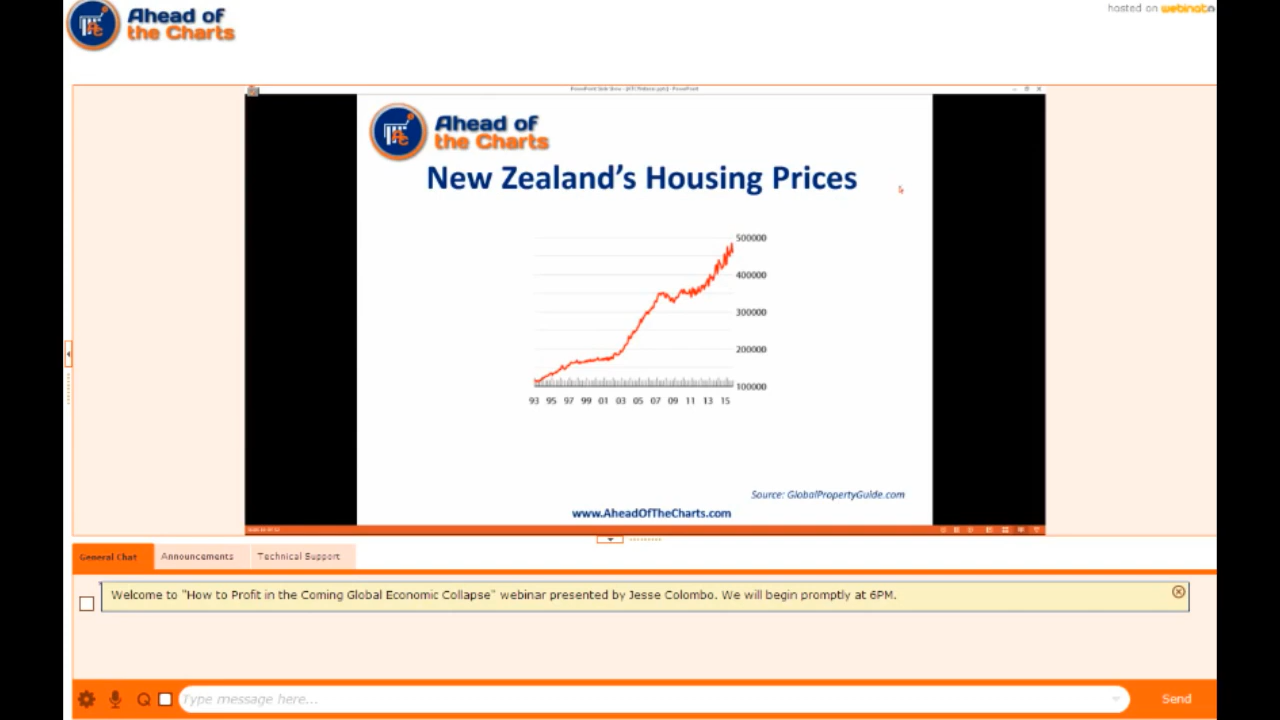 Ahead of
the Charts
hosted on
PowerPoint
Ahead of
the Charts
New Zealand's Housing Prices
500000
400000
300000
200000
100000
93 95 97 99 01 03 05 07 09 11 13 15
Source: GlobalPropertyGuide.com
www.AheadOfTheCharts.com
General Chat
Announcements
Technical Support
Welcome to "How to Profit in the Coming Global Economic Collapse" webinar presented by Jesse Colombo. We will begin promptly at 6PM.
Type message here...
Send